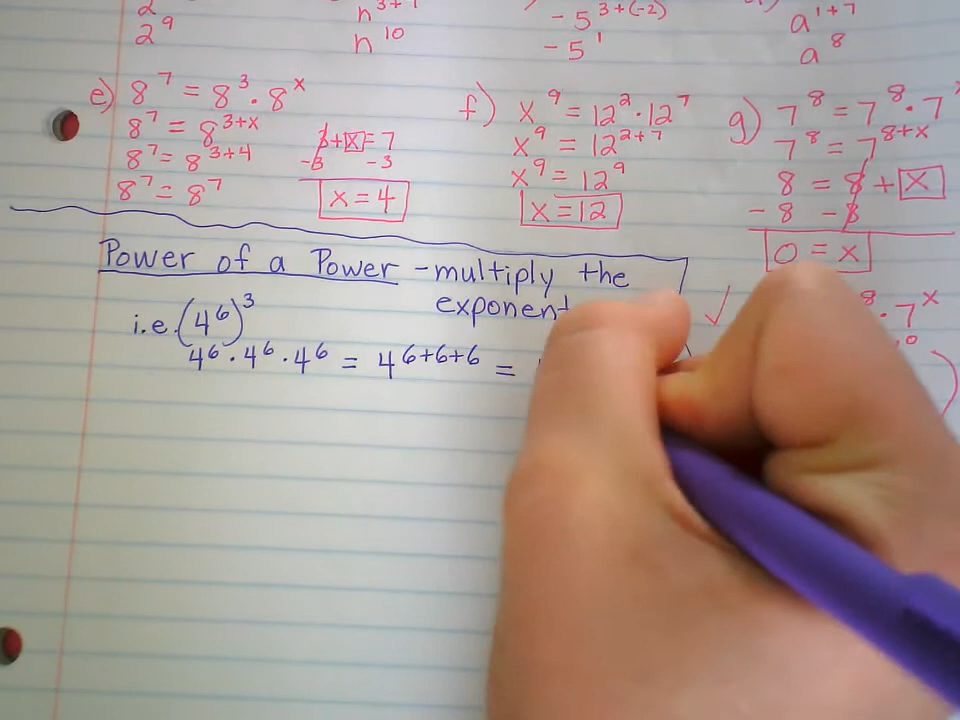 2⁹
n³⁺
n¹⁰
-5³⁺⁽⁻²⁾
-5¹
a¹⁺⁷
a⁸
e) 8⁷ = 8³ · 8ˣ
8⁷ = 8³⁺ˣ
8⁷ = 8³⁺⁴
8⁷ = 8⁷
3+x=7
-3 -3
x = 4
f) x⁹ = 12² · 12⁷
x⁹ = 12²⁺⁷
x⁹ = 12⁹
x = 12
g) 7⁸ = 7⁸ · 7
7⁸ = 7⁸⁺ˣ
8 = 8 + x
-8 -8
0 = x
⁸ · 7ˣ
Power of a Power - multiply the
exponent
i.e. (4⁶)³
4⁶ · 4⁶ · 4⁶ = 4⁶⁺⁶⁺⁶ =